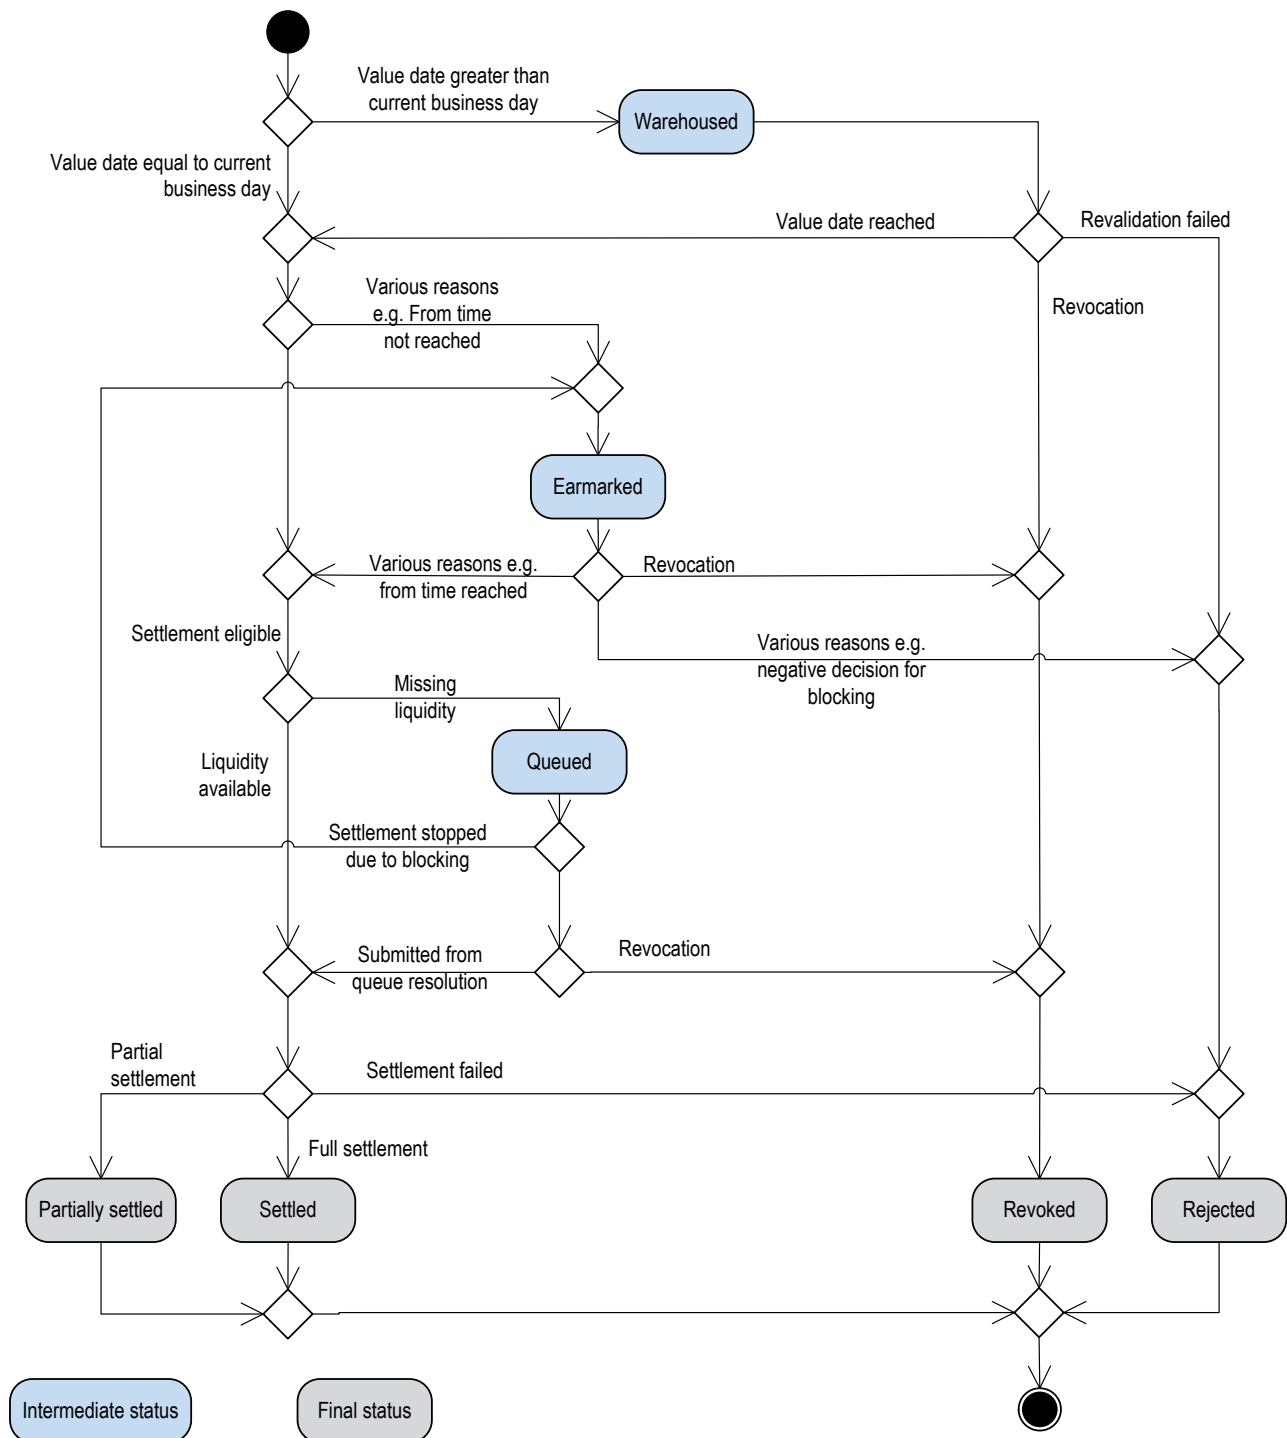 Value date greater than
current business day
Warehoused
Value date equal to current
business day
Value date reached
Revalidation failed
Various reasons
e.g. From time
not reached
Revocation
Earmarked
Various reasons e.g.
from time reached
Revocation
Settlement eligible
Various reasons e.g.
negative decision for
blocking
Missing
liquidity
Liquidity
available
Queued
Settlement stopped
due to blocking
Submitted from
queue resolution
Revocation
Partial
settlement
Settlement failed
Full settlement
Partially settled
Settled
Revoked
Rejected
Intermediate status
Final status